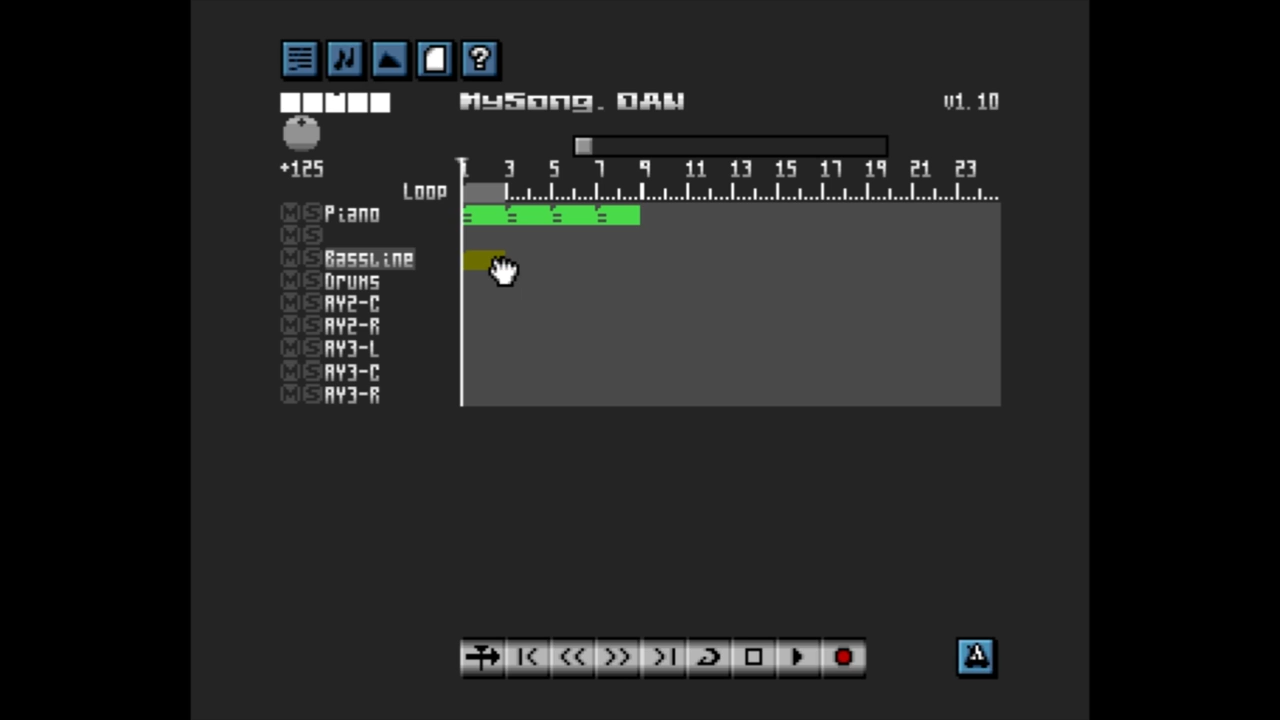 ?
MySong.DAW
v1.10
+125
1 3 5 7 9 11 13 15 17 19 21 23
Loop
M S Piano
M S
M S Bassline
M S Drums
M S AY2-C
M S AY2-R
M S AY3-L
M S AY3-C
M S AY3-R